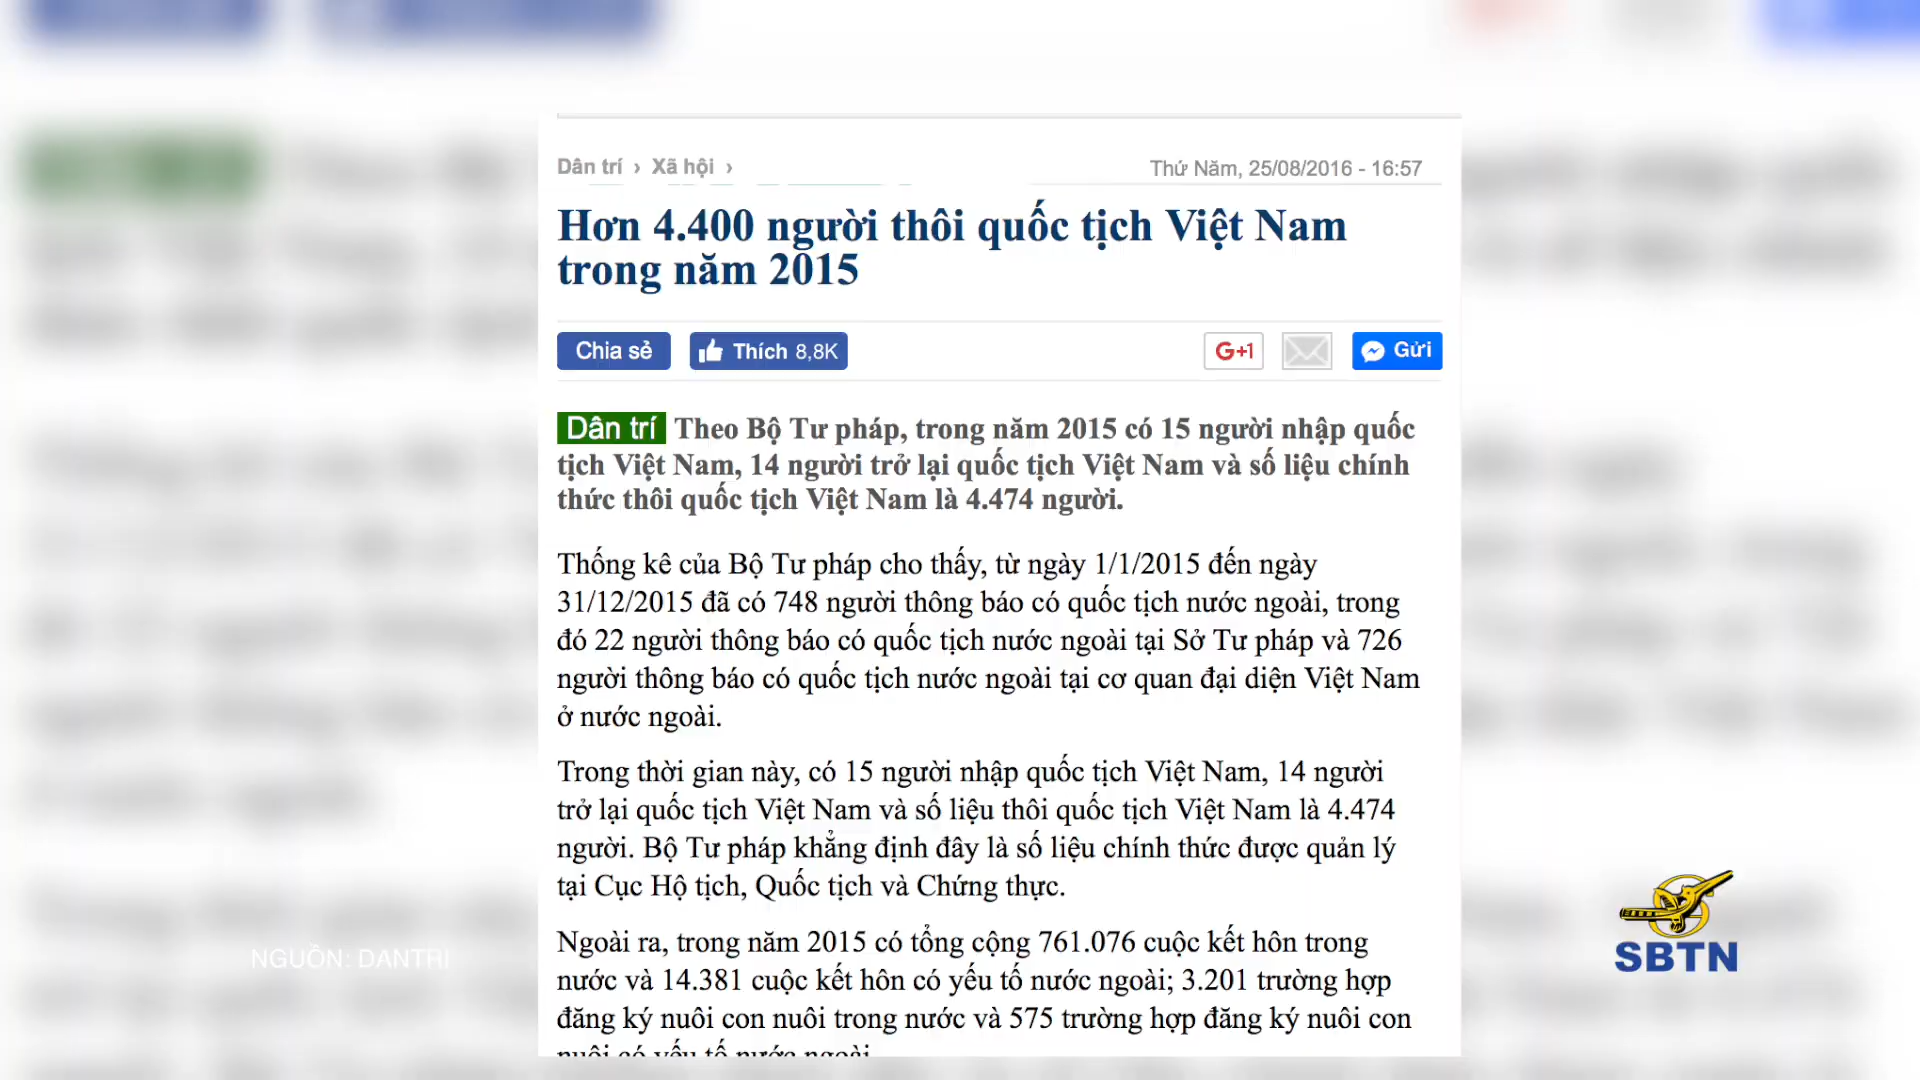 Dân trí › Xã hội ›
Thứ Năm, 25/08/2016 - 16:57
Hơn 4.400 người thôi quốc tịch Việt Nam
trong năm 2015
Chia sẻ
Thích 8,8K
G+1
Gửi
Dân trí Theo Bộ Tư pháp, trong năm 2015 có 15 người nhập quốc
tịch Việt Nam, 14 người trở lại quốc tịch Việt Nam và số liệu chính
thức thôi quốc tịch Việt Nam là 4.474 người.
Thống kê của Bộ Tư pháp cho thấy, từ ngày 1/1/2015 đến ngày
31/12/2015 đã có 748 người thông báo có quốc tịch nước ngoài, trong
đó 22 người thông báo có quốc tịch nước ngoài tại Sở Tư pháp và 726
người thông báo có quốc tịch nước ngoài tại cơ quan đại diện Việt Nam
ở nước ngoài.
Trong thời gian này, có 15 người nhập quốc tịch Việt Nam, 14 người
trở lại quốc tịch Việt Nam và số liệu thôi quốc tịch Việt Nam là 4.474
người. Bộ Tư pháp khẳng định đây là số liệu chính thức được quản lý
tại Cục Hộ tịch, Quốc tịch và Chứng thực.
Ngoài ra, trong năm 2015 có tổng cộng 761.076 cuộc kết hôn trong
nước và 14.381 cuộc kết hôn có yếu tố nước ngoài; 3.201 trường hợp
đăng ký nuôi con nuôi trong nước và 575 trường hợp đăng ký nuôi con
nuôi có yếu tố nước ngoài
NGUỒN: DANTRI
SBTN